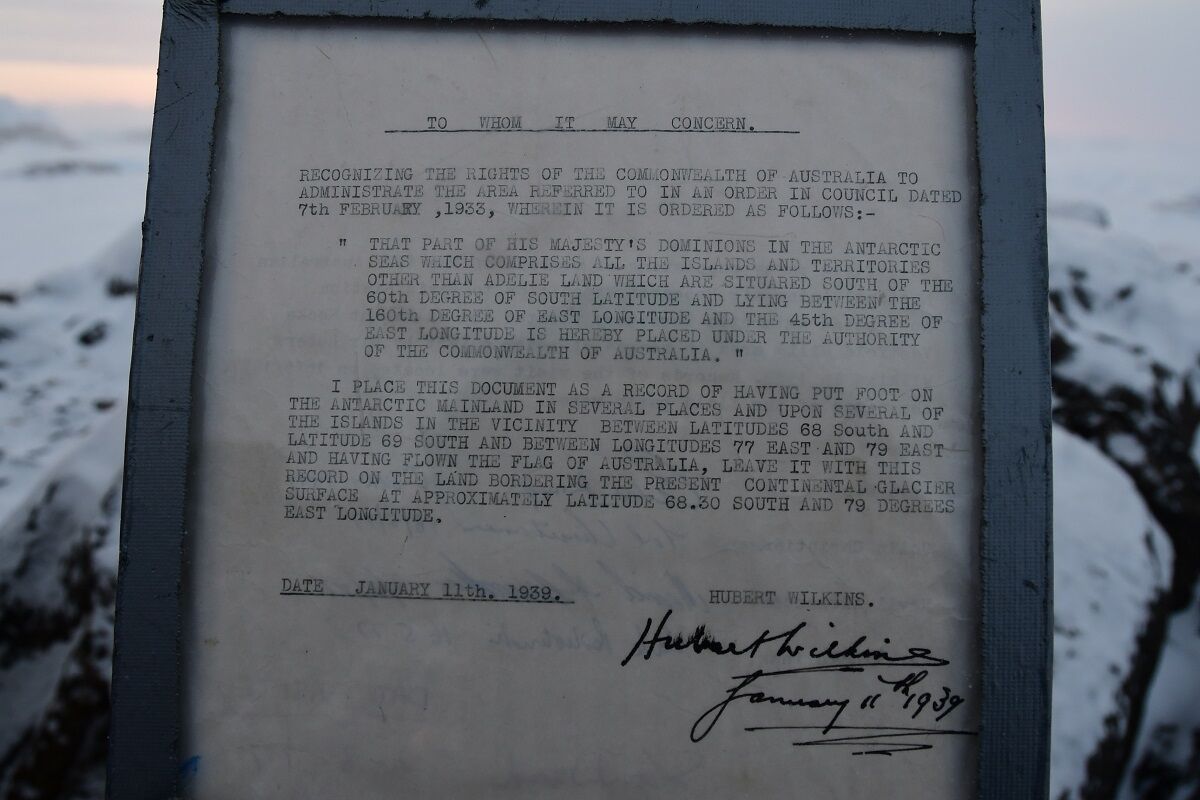 TO WHOM IT MAY CONCERN.
RECOGNIZING THE RIGHTS OF THE COMMONWEALTH OF AUSTRALIA TO
ADMINISTRATE THE AREA REFERRED TO IN AN ORDER IN COUNCIL DATED
7th FEBRUARY ,1933, WHEREIN IT IS ORDERED AS FOLLOWS:-
" THAT PART OF HIS MAJESTY'S DOMINIONS IN THE ANTARCTIC
SEAS WHICH COMPRISES ALL THE ISLANDS AND TERRITORIES
OTHER THAN ADELIE LAND WHICH ARE SITUARED SOUTH OF THE
60th DEGREE OF SOUTH LATITUDE AND LYING BETWEEN THE
160th DEGREE OF EAST LONGITUDE AND THE 45th DEGREE OF
EAST LONGITUDE IS HEREBY PLACED UNDER THE AUTHORITY
OF THE COMMONWEALTH OF AUSTRALIA. "
I PLACE THIS DOCUMENT AS A RECORD OF HAVING PUT FOOT ON
THE ANTARCTIC MAINLAND IN SEVERAL PLACES AND UPON SEVERAL OF
THE ISLANDS IN THE VICINITY BETWEEN LATITUDES 68 South AND
LATITUDE 69 SOUTH AND BETWEEN LONGITUDES 77 EAST AND 79 EAST
AND HAVING FLOWN THE FLAG OF AUSTRALIA, LEAVE IT WITH THIS
RECORD ON THE LAND BORDERING THE PRESENT CONTINENTAL GLACIER
SURFACE AT APPROXIMATELY LATITUDE 68.30 SOUTH AND 79 DEGREES
EAST LONGITUDE.
DATE JANUARY 11th. 1939.
HUBERT WILKINS.
Hubert Wilkins
January 11th 1939